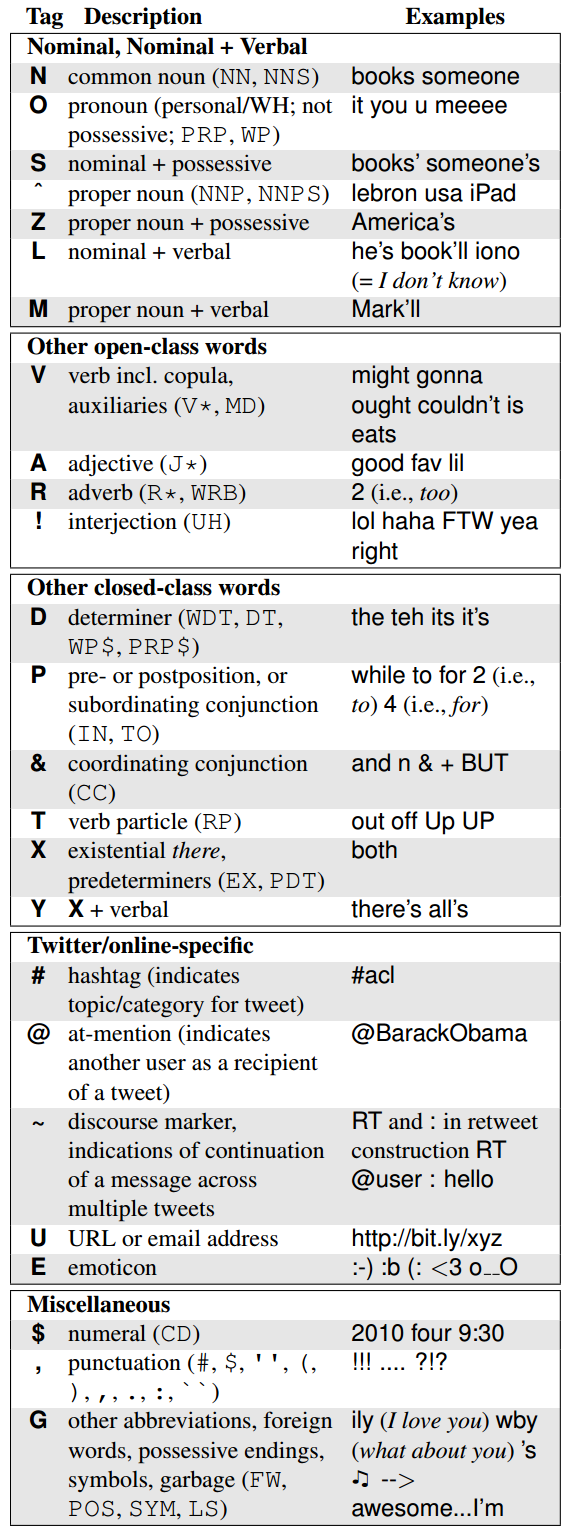 Tag Description Examples
Nominal, Nominal + Verbal
N common noun (NN, NNS) books someone
O pronoun (personal/WH; not it you u meeee
possessive; PRP, WP)
S nominal + possessive books' someone's
^ proper noun (NNP, NNPS) lebron usa iPad
Z proper noun + possessive America's
L nominal + verbal he's book'll iono
(= I don't know)
M proper noun + verbal Mark'll
Other open-class words
V verb incl. copula, might gonna
auxiliaries (V*, MD) ought couldn't is
eats
A adjective (J*) good fav lil
R adverb (R*, WRB) 2 (i.e., too)
! interjection (UH) lol haha FTW yea
right
Other closed-class words
D determiner (WDT, DT, the teh its it's
WP$, PRP$)
P pre- or postposition, or while to for 2 (i.e.,
subordinating conjunction to) 4 (i.e., for)
(IN, TO)
& coordinating conjunction and n & + BUT
(CC)
T verb particle (RP) out off Up UP
X existential there, both
predeterminers (EX, PDT)
Y X + verbal there's all's
Twitter/online-specific
# hashtag (indicates #acl
topic/category for tweet)
@ at-mention (indicates @BarackObama
another user as a recipient
of a tweet)
~ discourse marker, RT and : in retweet
indications of continuation construction RT
of a message across @user : hello
multiple tweets
U URL or email address http://bit.ly/xyz
E emoticon :-) :b (: <3 o__O
Miscellaneous
$ numeral (CD) 2010 four 9:30
, punctuation (#, $, '', (, !!! .... ?!?
), ,, ., :, ``)
G other abbreviations, foreign ily (I love you) wby
words, possessive endings, (what about you) 's
symbols, garbage (FW, ♫ -->
POS, SYM, LS) awesome...I'm